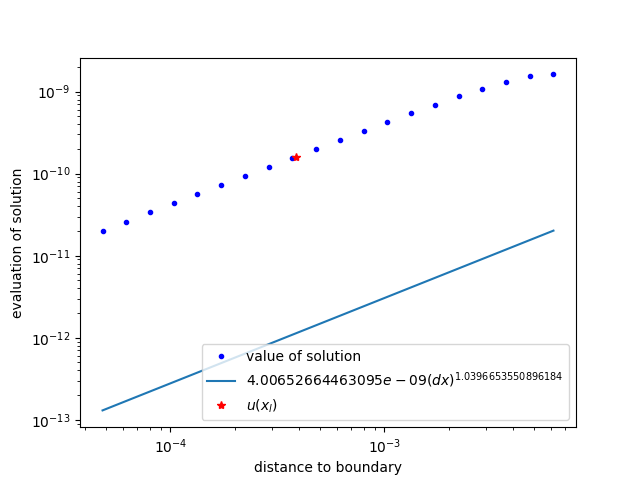 10⁻⁹
10⁻¹⁰
10⁻¹¹
10⁻¹²
10⁻¹³
evaluation of solution
value of solution
4.00652664463095e − 09(dx)^1.0396653550896184
u(x_l)
10⁻⁴
10⁻³
distance to boundary